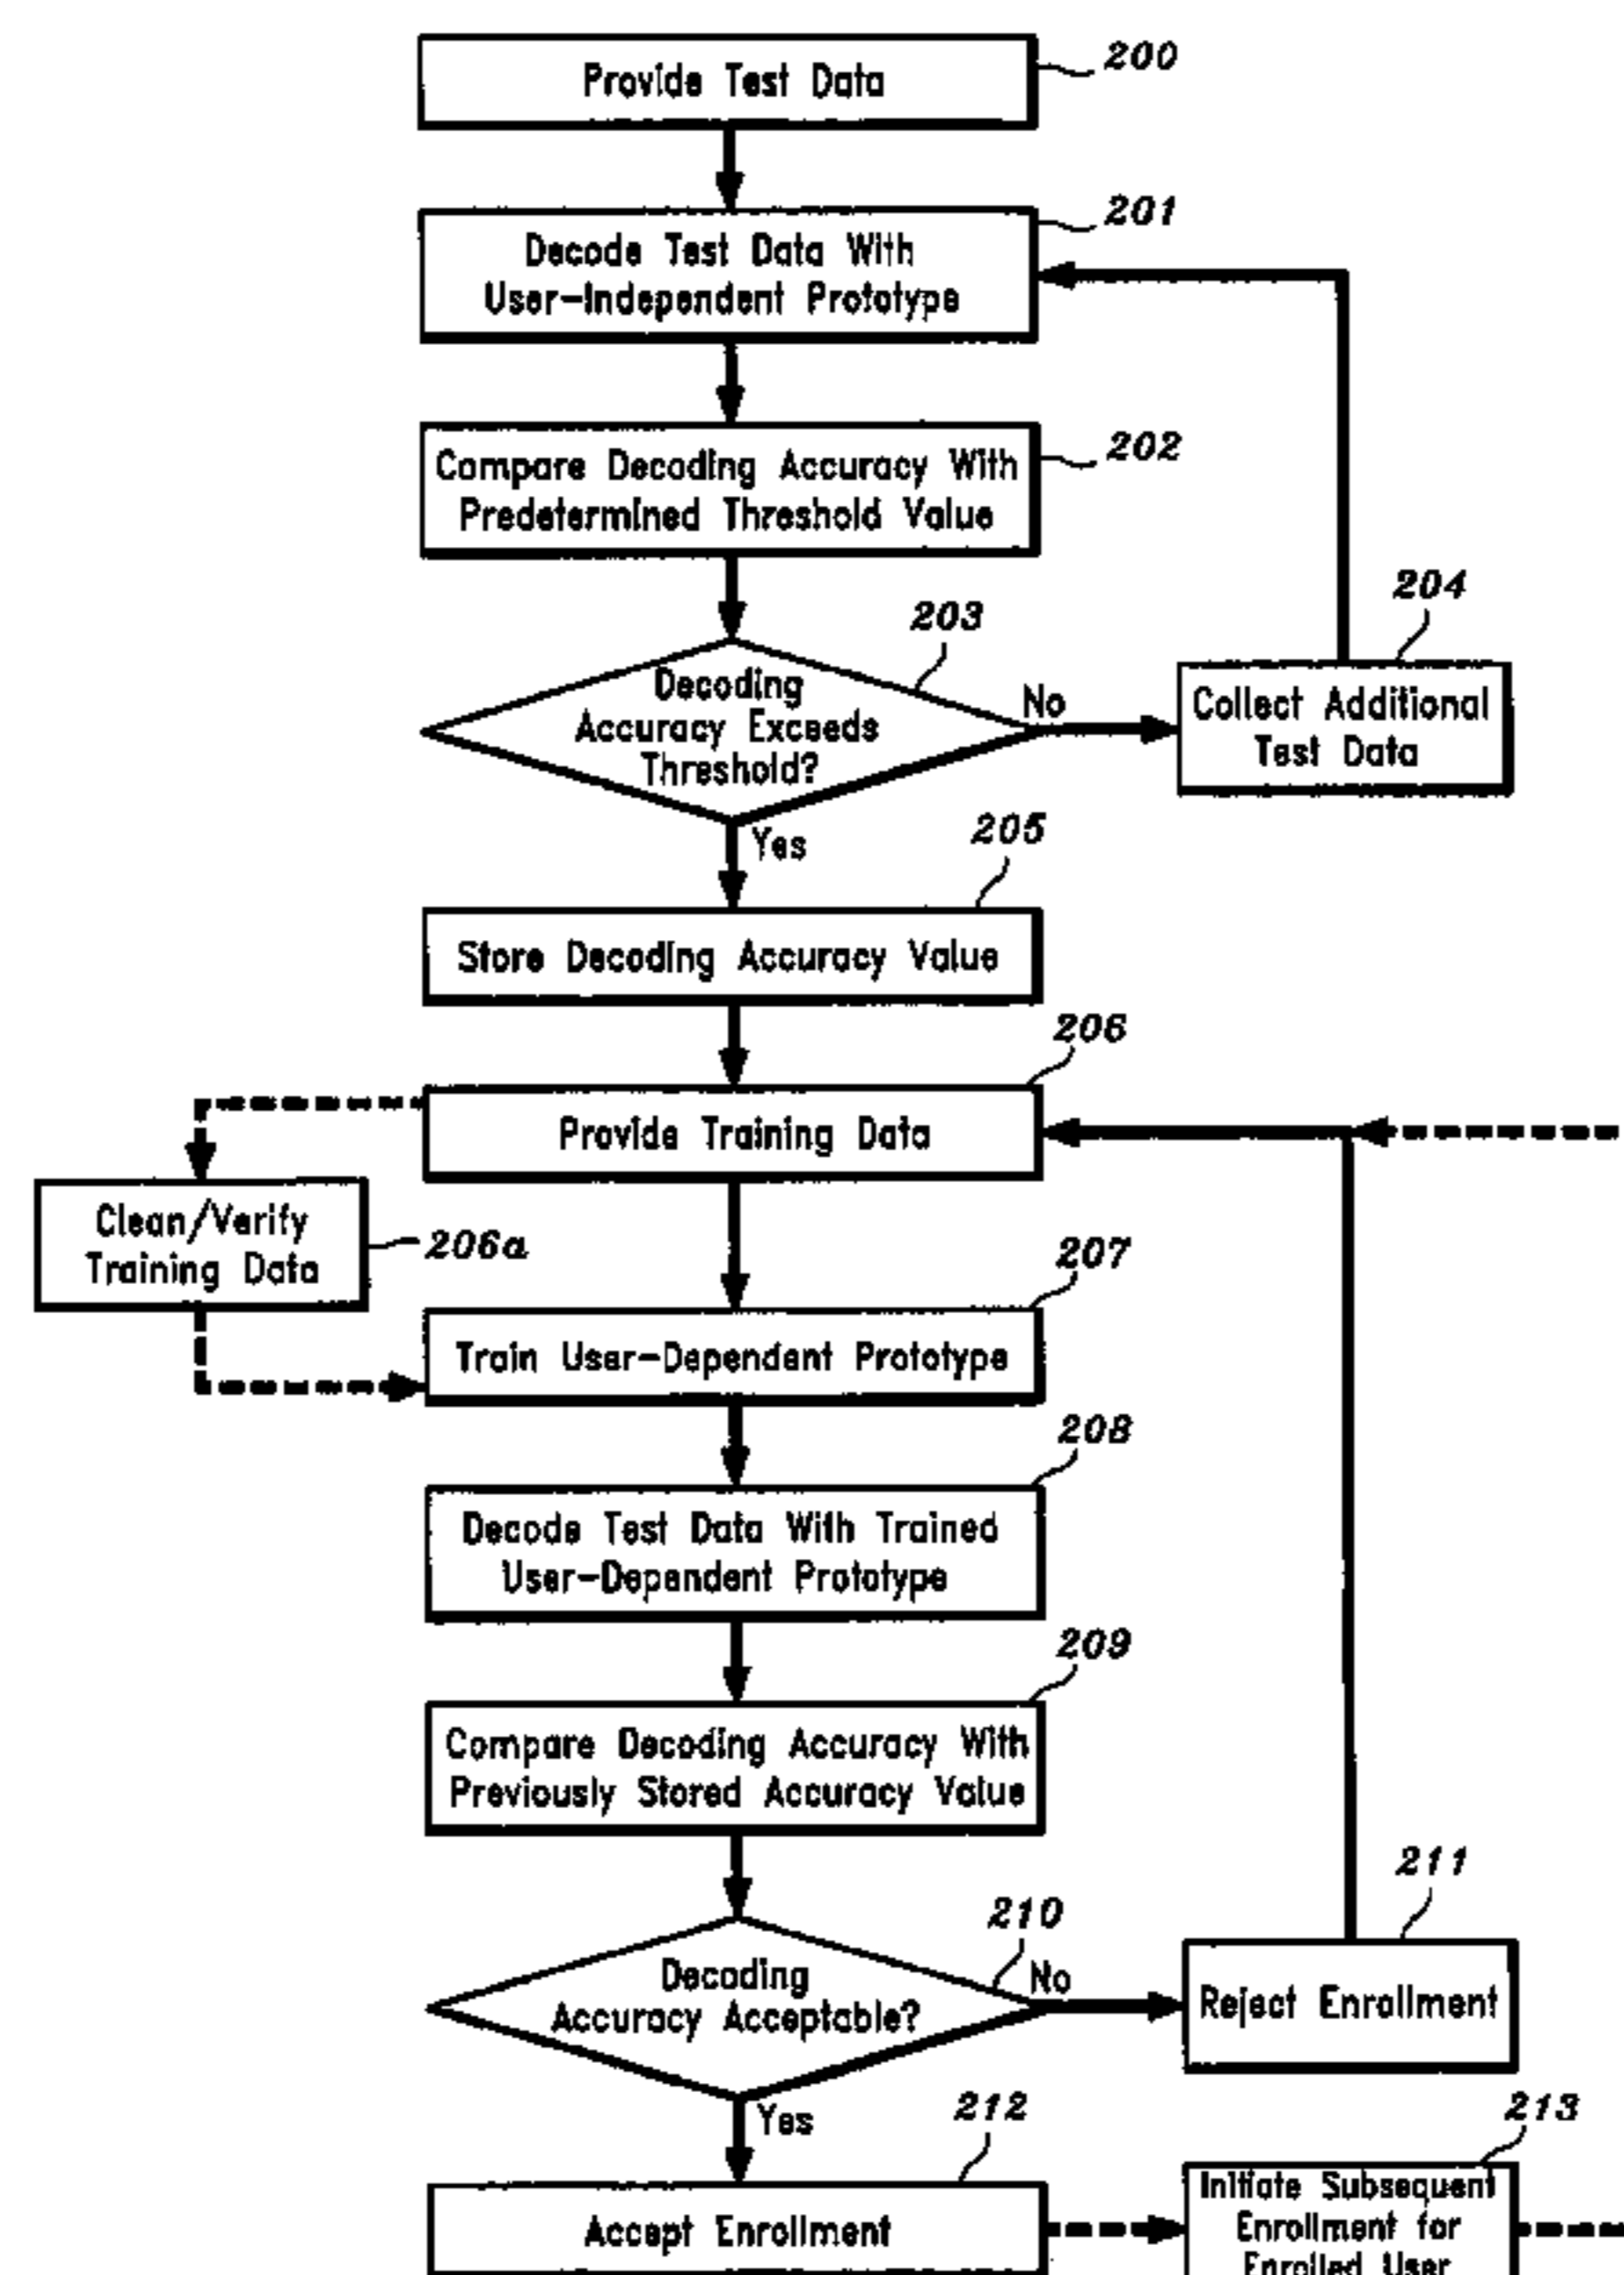 Provide Test Data
200
Decode Test Data With
User-Independent Prototype
201
Compare Decoding Accuracy With
Predetermined Threshold Value
202
Decoding
Accuracy Exceeds
Threshold?
203
No
Collect Additional
Test Data
204
Yes
Store Decoding Accuracy Value
205
Provide Training Data
206
Clean/Verify
Training Data
206a
Train User-Dependent Prototype
207
Decode Test Data With Trained
User-Dependent Prototype
208
Compare Decoding Accuracy With
Previously Stored Accuracy Value
209
Decoding
Accuracy Acceptable?
210
No
Reject Enrollment
211
Yes
Accept Enrollment
212
Initiate Subsequent
Enrollment for
Enrolled User
213